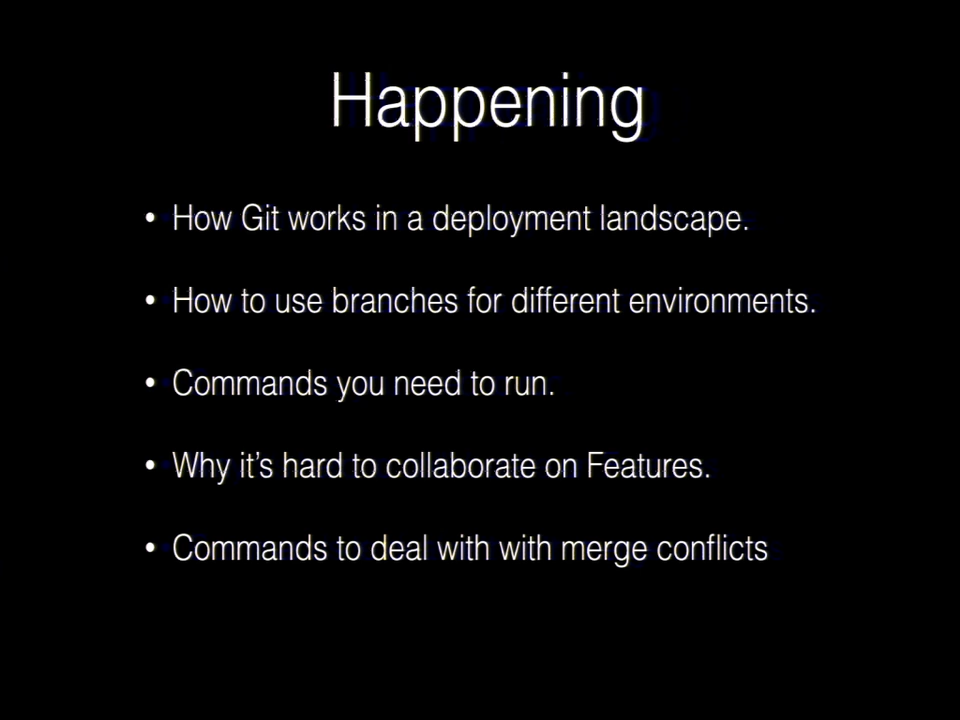 Happening
• How Git works in a deployment landscape.
• How to use branches for different environments.
• Commands you need to run.
• Why it’s hard to collaborate on Features.
• Commands to deal with with merge conflicts